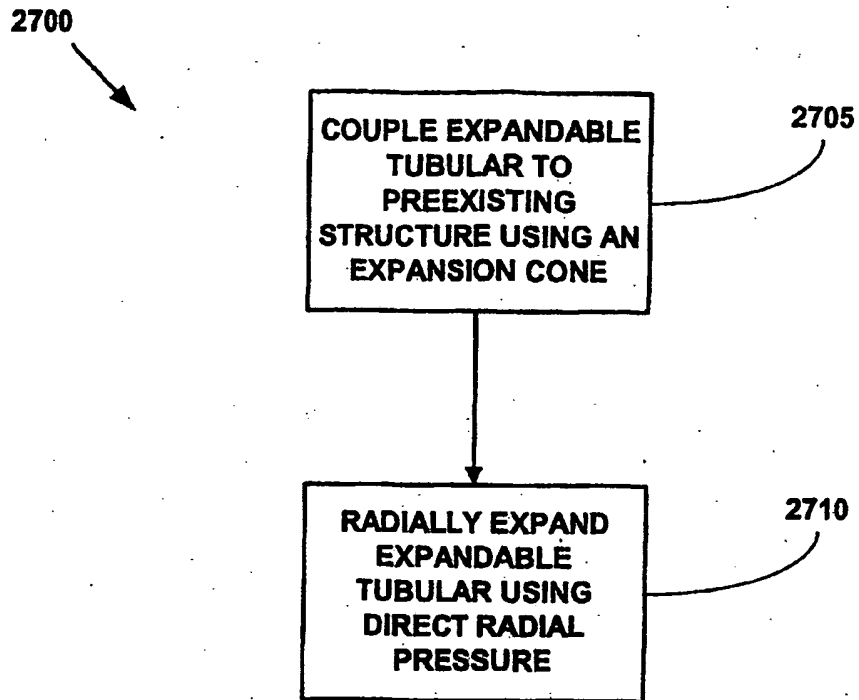 2700
COUPLE EXPANDABLE
TUBULAR TO
PREEXISTING
STRUCTURE USING AN
EXPANSION CONE
2705
RADIALLY EXPAND
EXPANDABLE
TUBULAR USING
DIRECT RADIAL
PRESSURE
2710